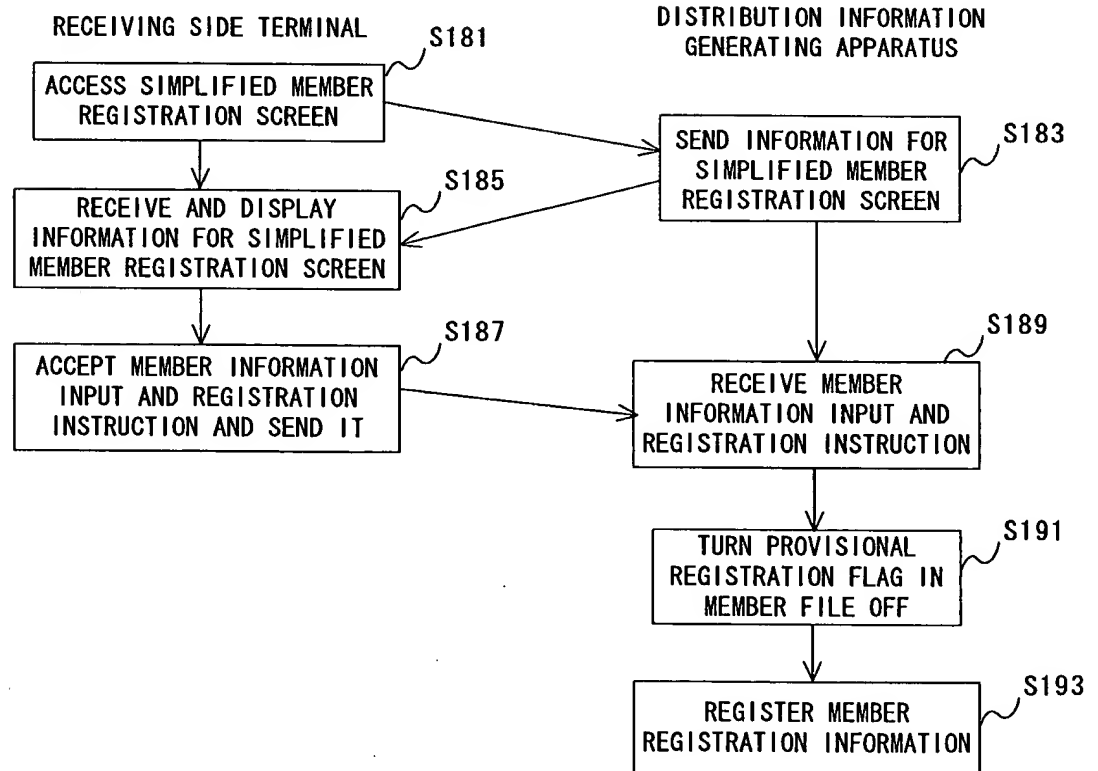 RECEIVING SIDE TERMINAL
DISTRIBUTION INFORMATION
GENERATING APPARATUS
S181
ACCESS SIMPLIFIED MEMBER
REGISTRATION SCREEN
S183
SEND INFORMATION FOR
SIMPLIFIED MEMBER
REGISTRATION SCREEN
S185
RECEIVE AND DISPLAY
INFORMATION FOR SIMPLIFIED
MEMBER REGISTRATION SCREEN
S187
ACCEPT MEMBER INFORMATION
INPUT AND REGISTRATION
INSTRUCTION AND SEND IT
S189
RECEIVE MEMBER
INFORMATION INPUT AND
REGISTRATION INSTRUCTION
S191
TURN PROVISIONAL
REGISTRATION FLAG IN
MEMBER FILE OFF
S193
REGISTER MEMBER
REGISTRATION INFORMATION